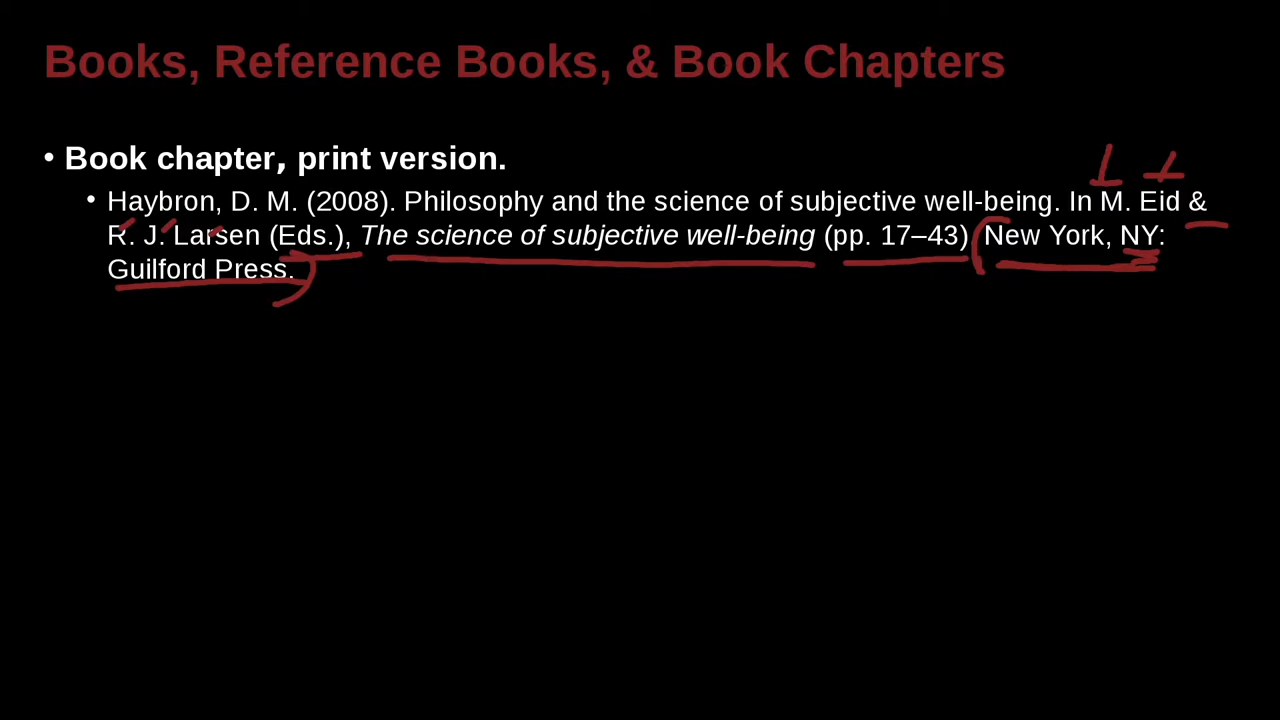 Books, Reference Books, & Book Chapters
• Book chapter, print version.
• Haybron, D. M. (2008). Philosophy and the science of subjective well-being. In M. Eid &
R. J. Larsen (Eds.), The science of subjective well-being (pp. 17–43) New York, NY:
Guilford Press.